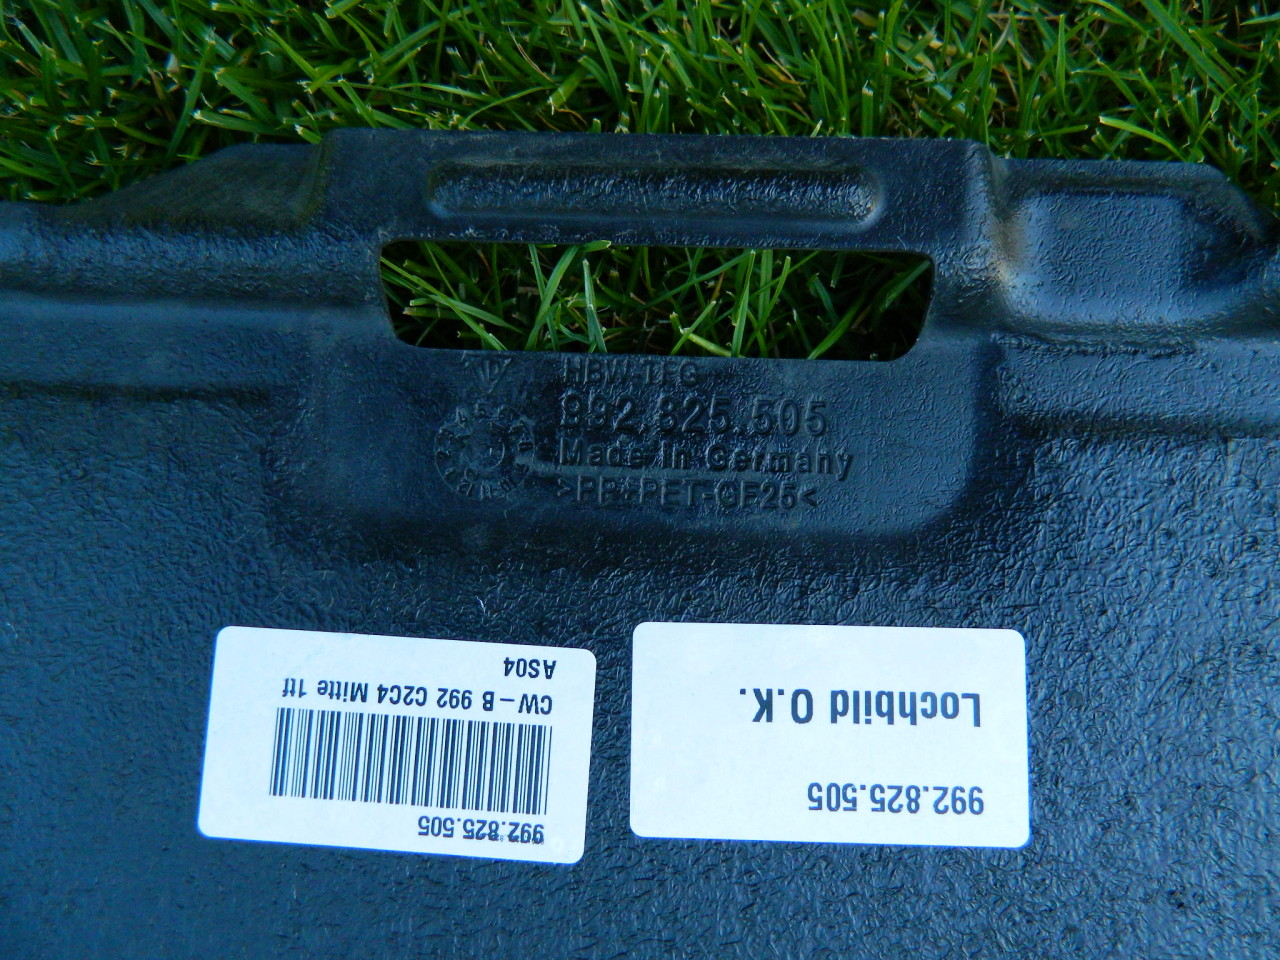 HBW-TFG
992.825.505
Made in Germany
>PP+PET-GF25<
992.825.505
CW-B 992 C2C4 Mitte 1tf
AS04
992.825.505
Lochbild O.K.